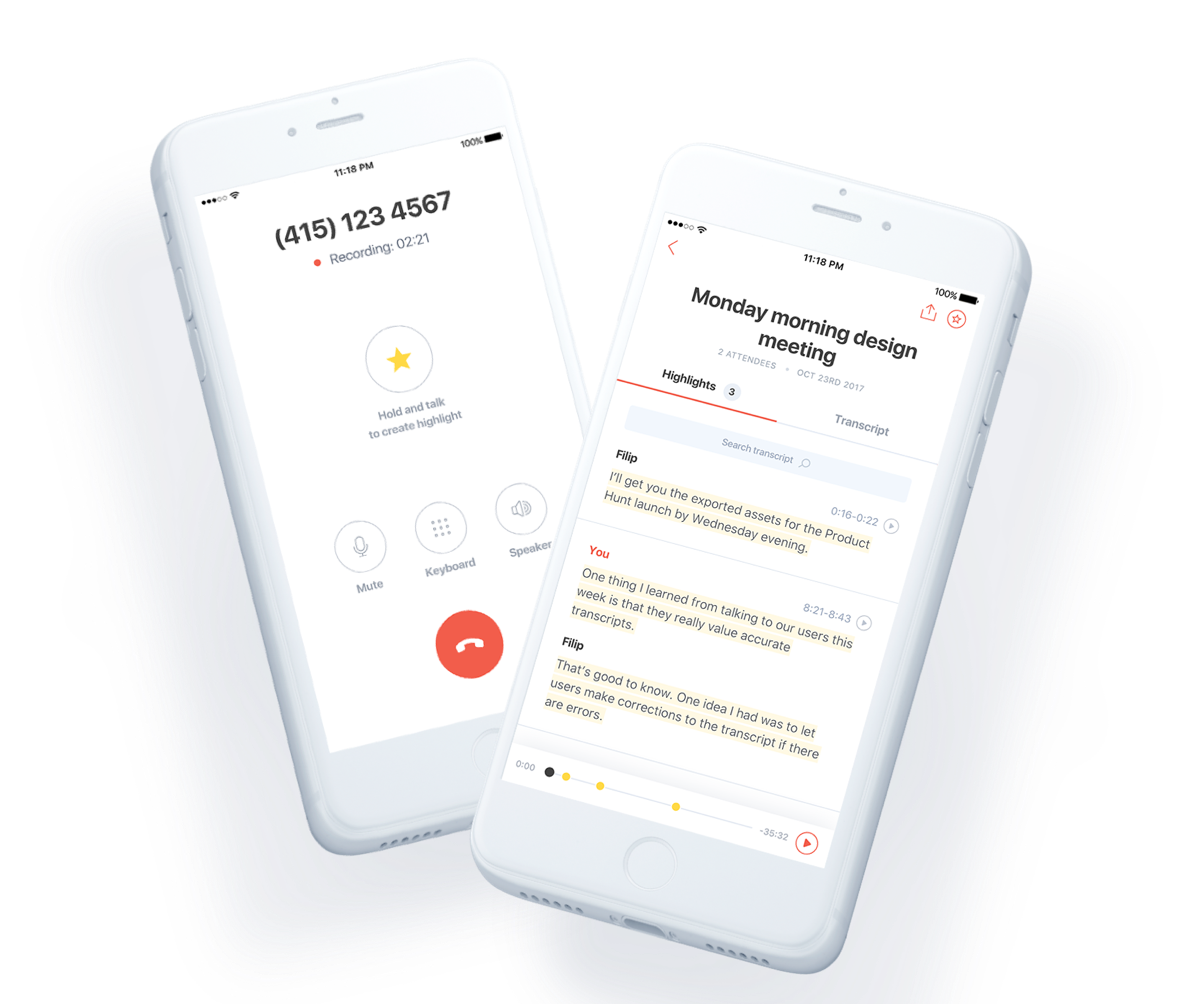 11:18 PM
100%
(415) 123 4567
Recording: 02:21
Hold and talk
to create highlight
Mute
Keyboard
Speaker
11:18 PM
100%
Monday morning design
meeting
2 ATTENDEES • OCT 23RD 2017
Highlights 3
Transcript
Search transcript
Filip
0:16-0:22
I'll get you the exported assets for the Product
Hunt launch by Wednesday evening.
You
8:21-8:43
One thing I learned from talking to our users this
week is that they really value accurate
transcripts.
Filip
That's good to know. One idea I had was to let
users make corrections to the transcript if there
are errors.
0:00
-35:32